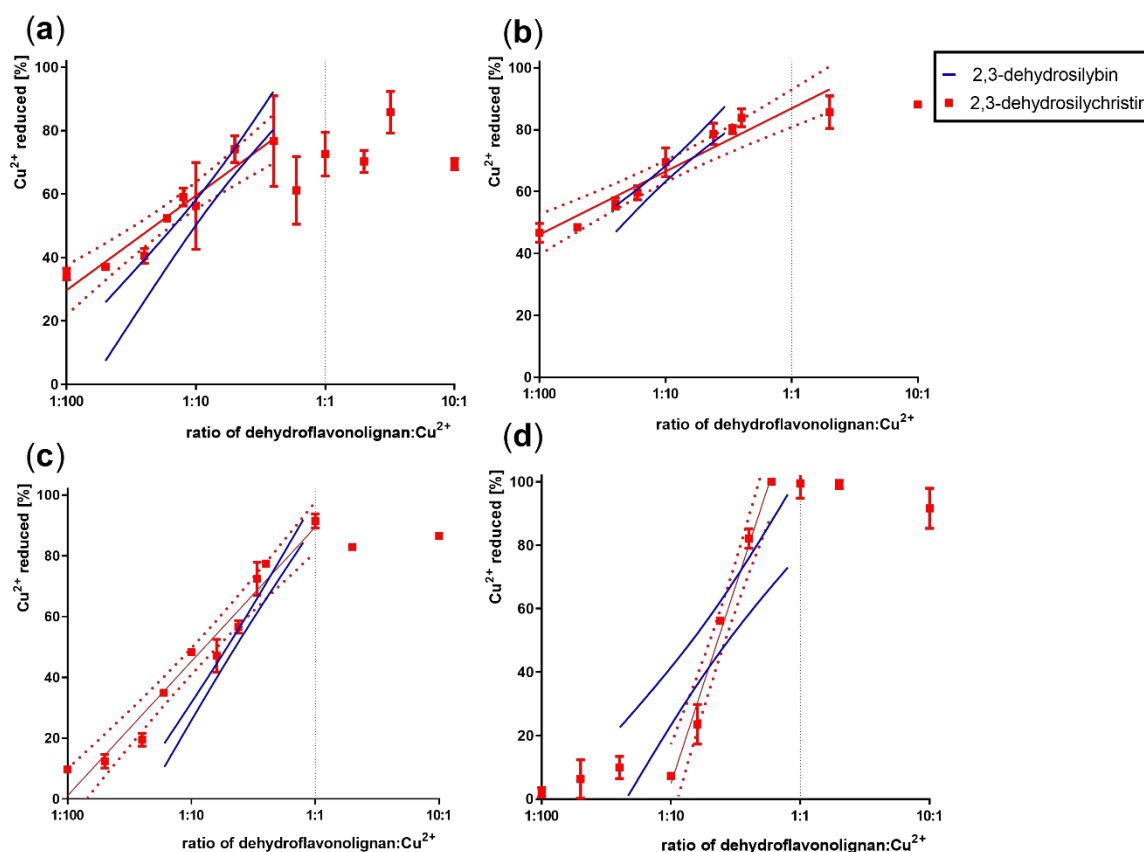 (a)
Cu²⁺ reduced [%]
100
80
60
40
20
0
1:100
1:10
1:1
10:1
ratio of dehydroflavonolignan:Cu²⁺
(b)
Cu²⁺ reduced [%]
100
80
60
40
20
0
1:100
1:10
1:1
10:1
ratio of dehydroflavonolignan:Cu²⁺
2,3-dehydrosilybin
2,3-dehydrosilychristin
(c)
Cu²⁺ reduced [%]
100
80
60
40
20
0
1:100
1:10
1:1
10:1
ratio of dehydroflavonolignan:Cu²⁺
(d)
Cu²⁺ reduced [%]
100
80
60
40
20
0
1:100
1:10
1:1
10:1
ratio of dehydroflavonolignan:Cu²⁺